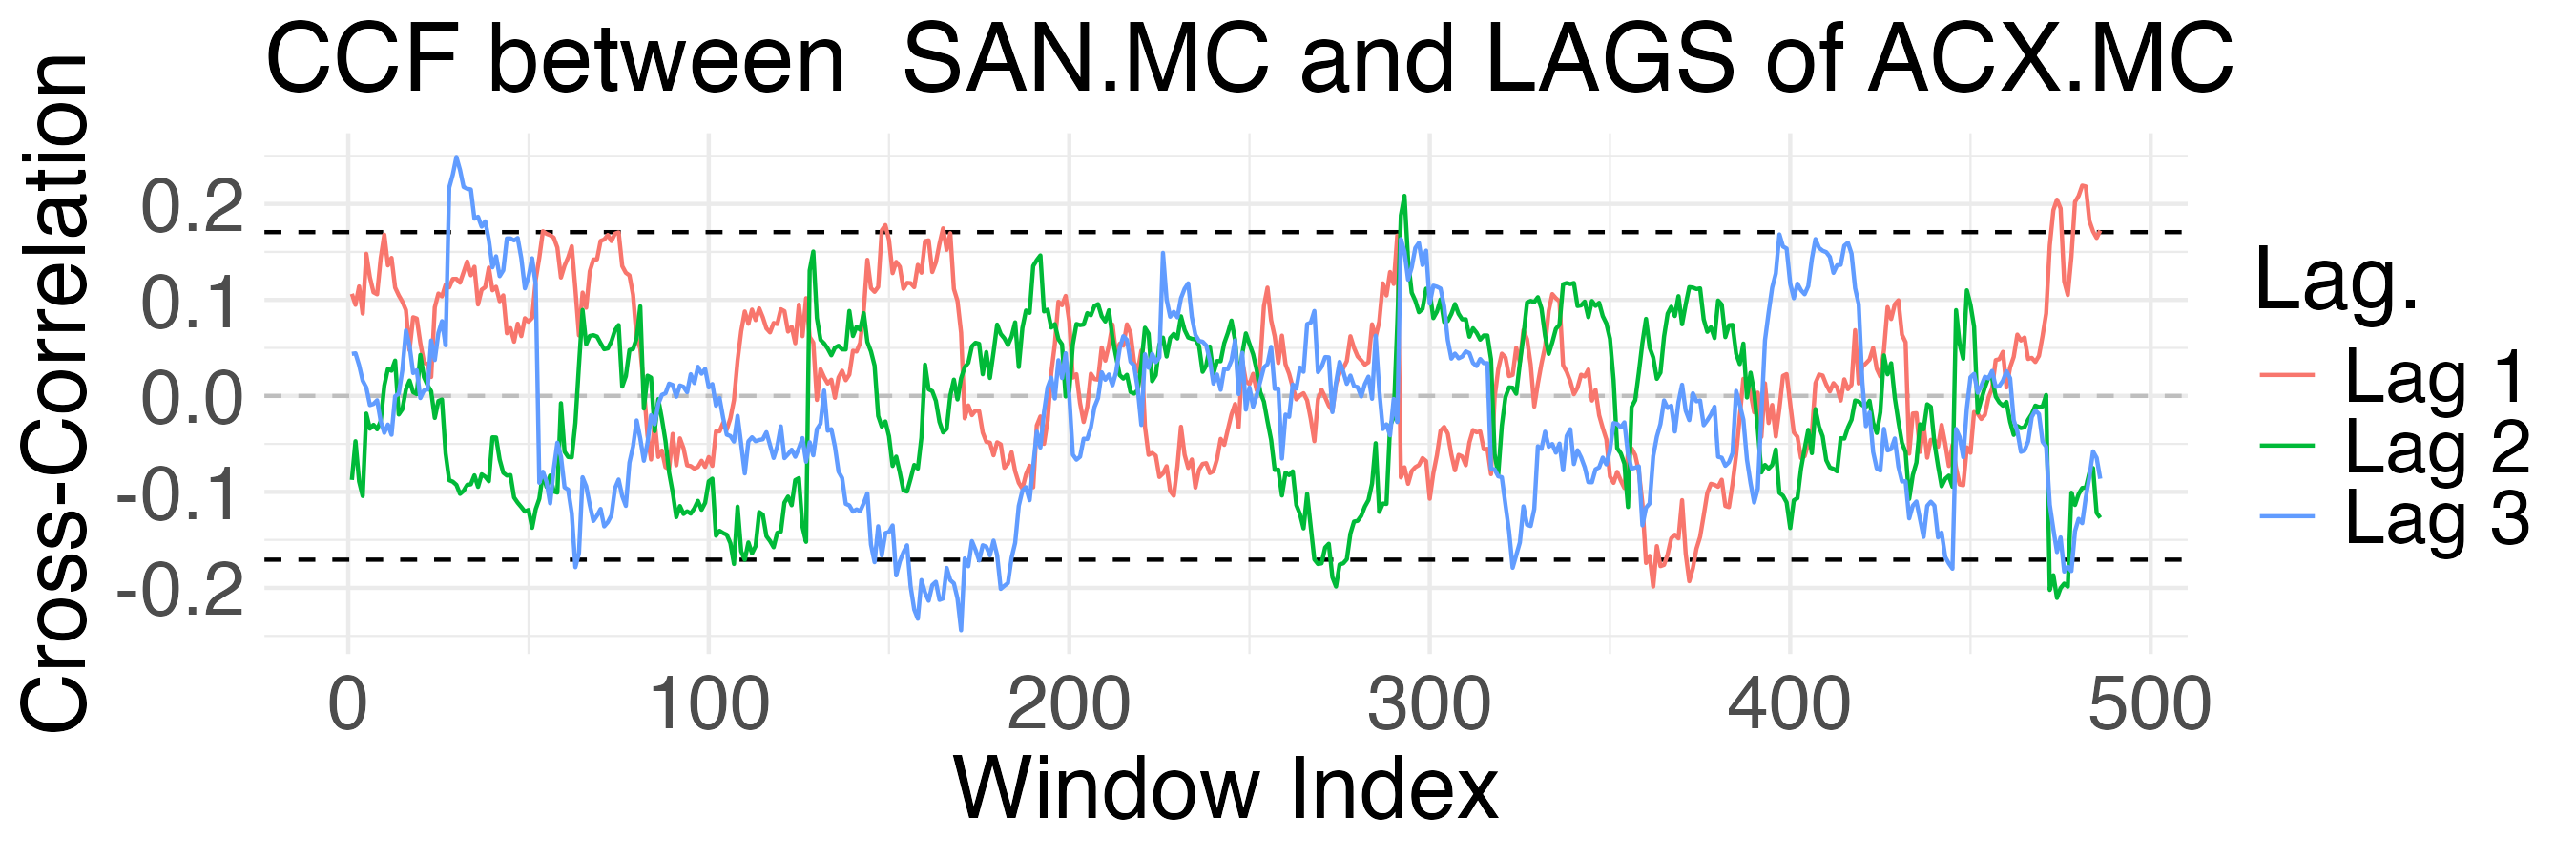 CCF between  SAN.MC and LAGS of ACX.MC
Cross-Correlation
0.2
0.1
0.0
-0.1
-0.2
0 100 200 300 400 500
Window Index
Lag.
Lag 1
Lag 2
Lag 3